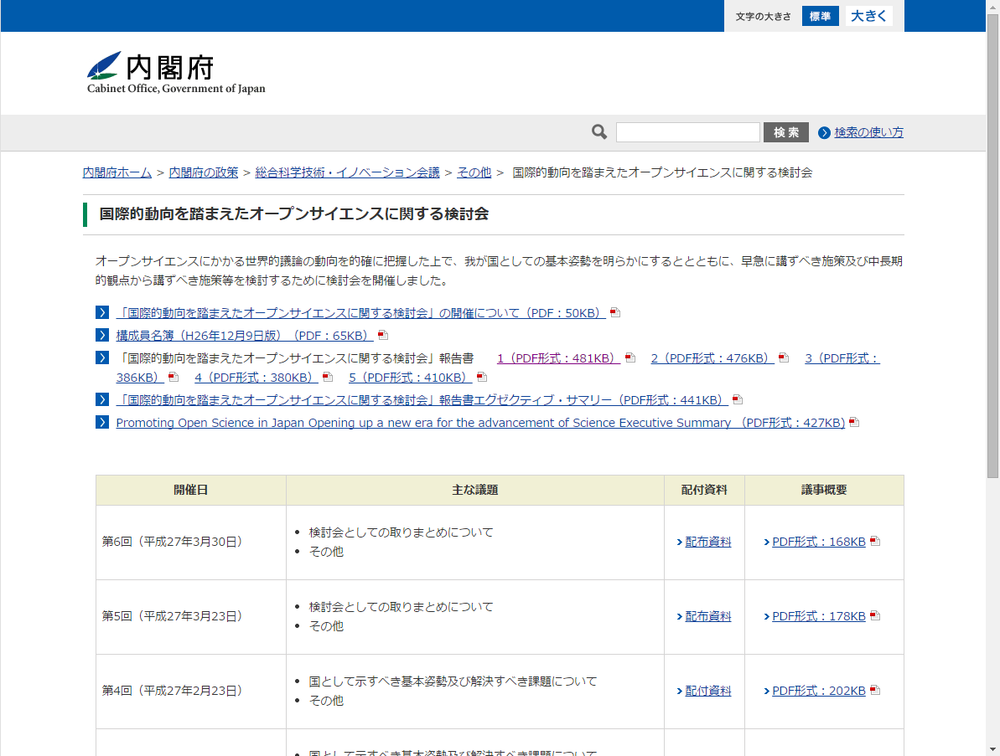 文字の大きさ 標準 大きく
内閣府
Cabinet Office, Government of Japan
検索 検索の使い方
内閣府ホーム > 内閣府の政策 > 総合科学技術・イノベーション会議 > その他 > 国際的動向を踏まえたオープンサイエンスに関する検討会
国際的動向を踏まえたオープンサイエンスに関する検討会
オープンサイエンスにかかる世界的議論の動向を的確に把握した上で、我が国としての基本姿勢を明らかにするととともに、早急に講ずべき施策及び中長期
的観点から講ずべき施策等を検討するために検討会を開催しました。
「国際的動向を踏まえたオープンサイエンスに関する検討会」の開催について（PDF：50KB）
構成員名簿（H26年12月9日版）（PDF：65KB）
「国際的動向を踏まえたオープンサイエンスに関する検討会」報告書 1（PDF形式：481KB） 2（PDF形式：476KB） 3（PDF形式：
386KB） 4（PDF形式：380KB） 5（PDF形式：410KB）
「国際的動向を踏まえたオープンサイエンスに関する検討会」報告書エグゼクティブ・サマリー（PDF形式：441KB）
Promoting Open Science in Japan Opening up a new era for the advancement of Science Executive Summary （PDF形式：427KB)
開催日 主な議題 配付資料 議事概要
第6回（平成27年3月30日） • 検討会としての取りまとめについて 配布資料 PDF形式：168KB
• その他
第5回（平成27年3月23日） • 検討会としての取りまとめについて 配布資料 PDF形式：178KB
• その他
第4回（平成27年2月23日） • 国として示すべき基本姿勢及び解決すべき課題について 配付資料 PDF形式：202KB
• その他
• 国として示すべき基本姿勢及び解決すべき課題について